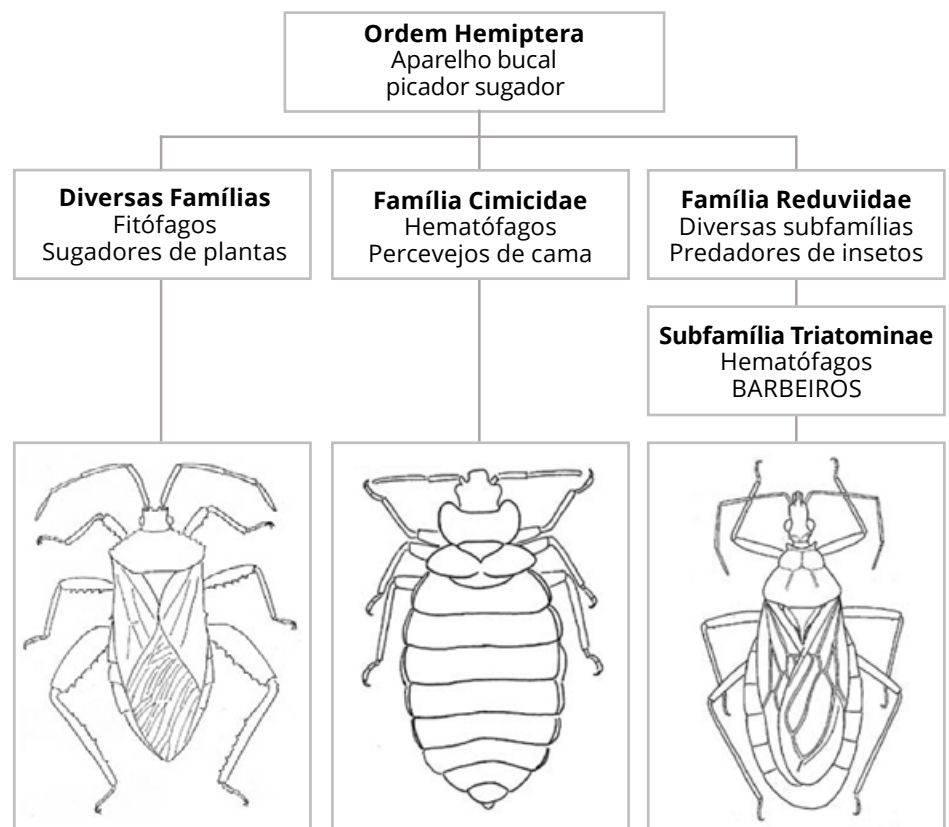 Ordem Hemiptera
Aparelho bucal
picador sugador
Diversas Famílias
Fitófagos
Sugadores de plantas
Família Cimicidae
Hematófagos
Percevejos de cama
Família Reduviidae
Diversas subfamílias
Predadores de insetos
Subfamília Triatominae
Hematófagos
BARBEIROS